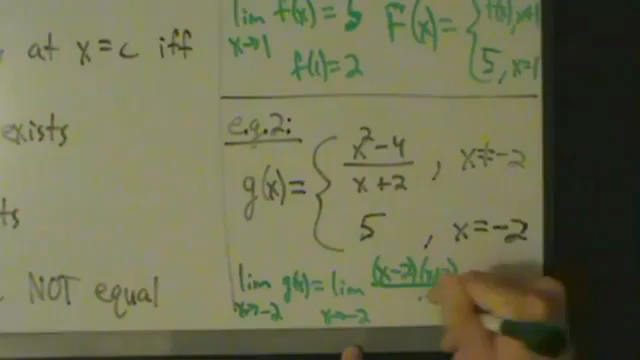 at x=c iff
exists
ts
NOT equal
lim f(x) = 5
x→1
f(1)=2
F(x)= { f(x), x≠1
5, x=1
e.g.2:
g(x)= { x²-4 / x+2 , x≠-2
5 , x=-2
lim g(x) = lim (x-2)(x+2)
x→-2 x→-2